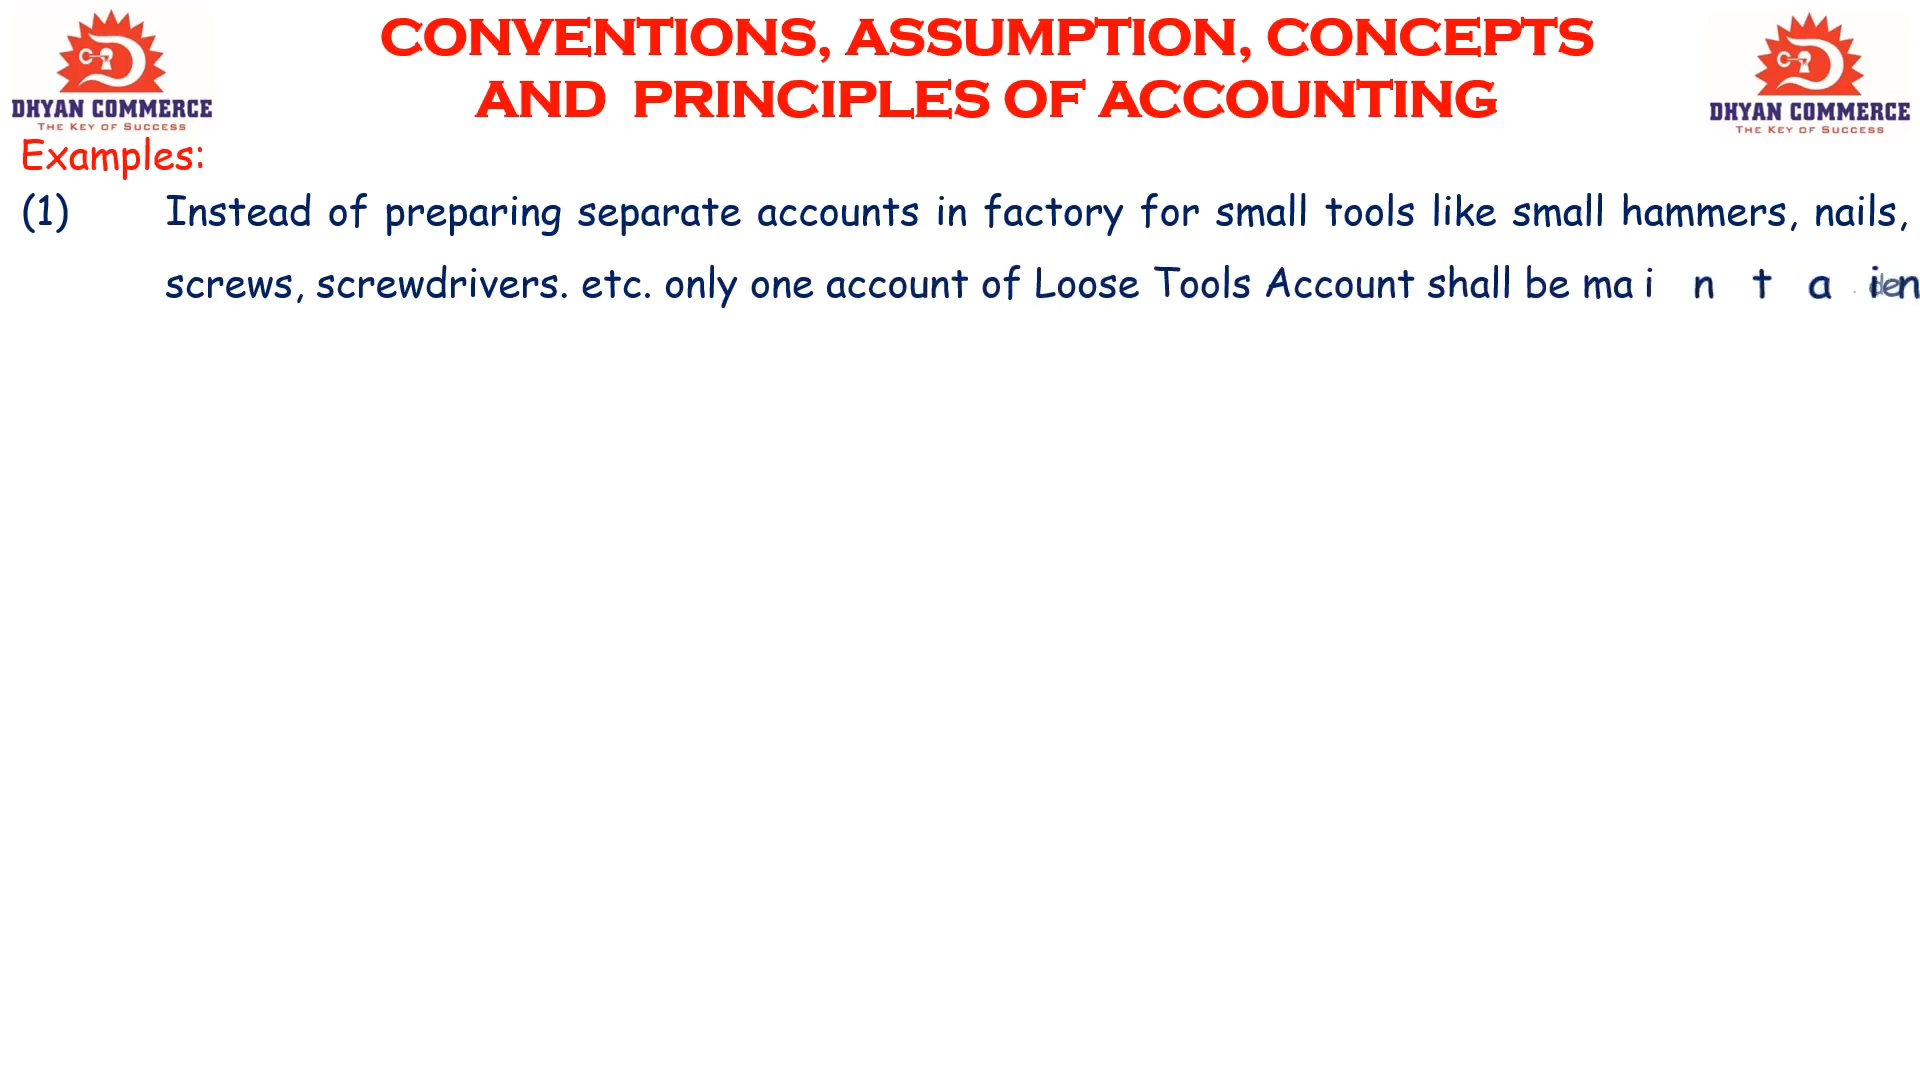 CONVENTIONS, ASSUMPTION, CONCEPTS
AND PRINCIPLES OF ACCOUNTING
DHYAN COMMERCE
THE KEY OF SUCCESS
DHYAN COMMERCE
THE KEY OF SUCCESS
Examples:
(1) Instead of preparing separate accounts in factory for small tools like small hammers, nails,
screws, screwdrivers. etc. only one account of Loose Tools Account shall be